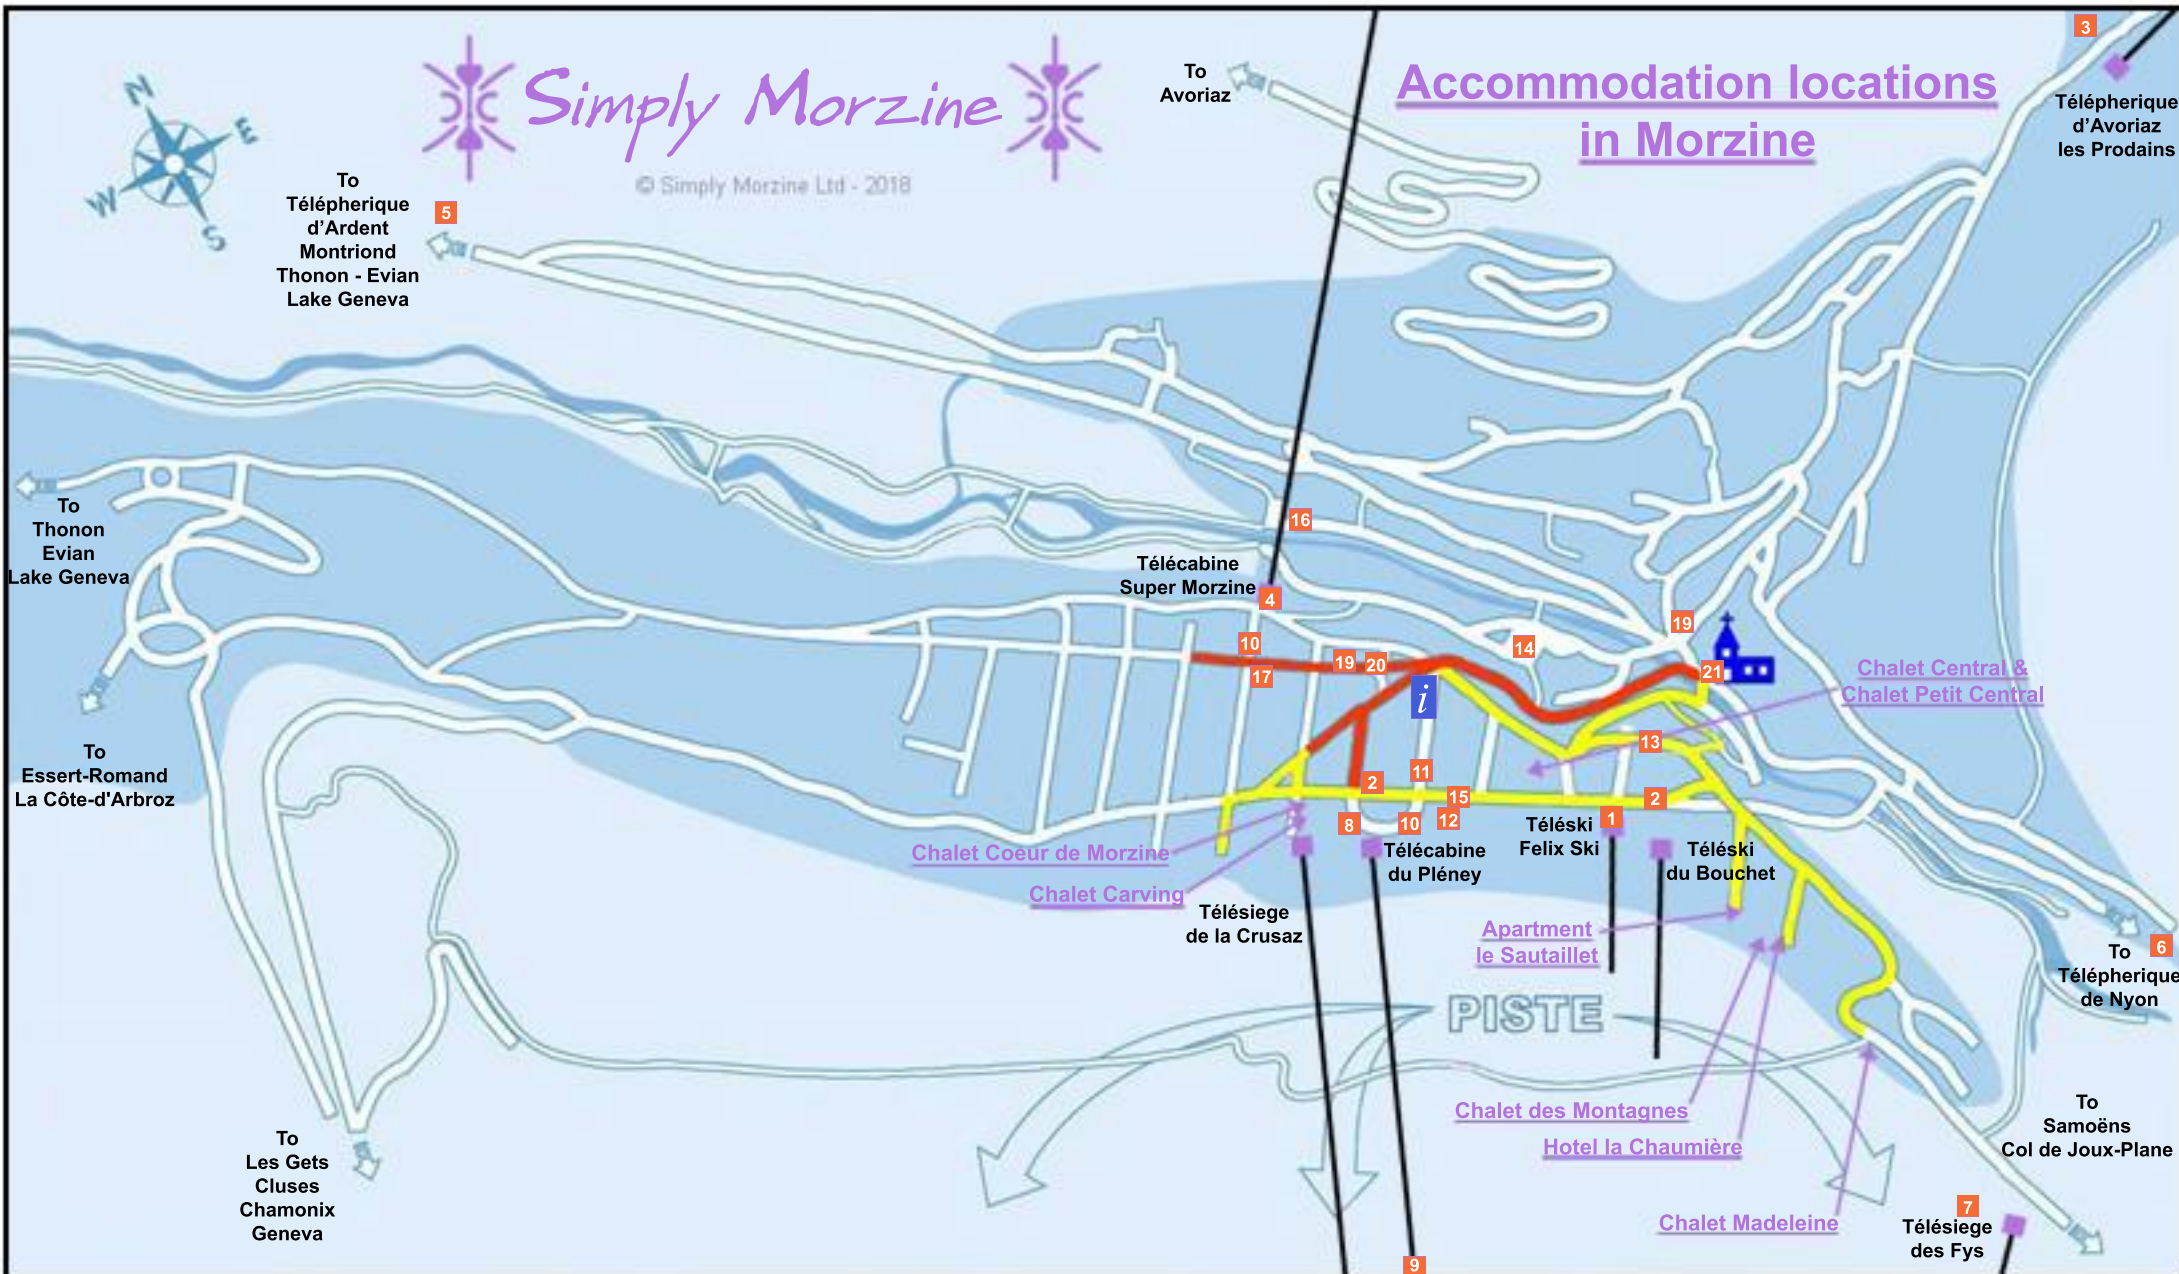 Simply Morzine
© Simply Morzine Ltd - 2018
Accommodation locations
in Morzine
N
E
S
W
To
Avoriaz
3
Télépherique
d'Avoriaz
les Prodains
To
Télépherique
d'Ardent
Montriond
Thonon - Evian
Lake Geneva
5
To
Thonon
Evian
Lake Geneva
16
Télécabine
Super Morzine
4
10
17
19
20
14
19
21
i
Chalet Central &
Chalet Petit Central
To
Essert-Romand
La Côte-d'Arbroz
13
2
11
15
2
8
10
12
1
Téléski
Felix Ski
Télécabine
du Pléney
Téléski
du Bouchet
Chalet Coeur de Morzine
Chalet Carving
Télésiege
de la Crusaz
Apartment
le Sautaillet
6
To
Télépherique
de Nyon
PISTE
Chalet des Montagnes
Hotel la Chaumière
To
Samoëns
Col de Joux-Plane
To
Les Gets
Cluses
Chamonix
Geneva
Chalet Madeleine
7
Télésiege
des Fys
9